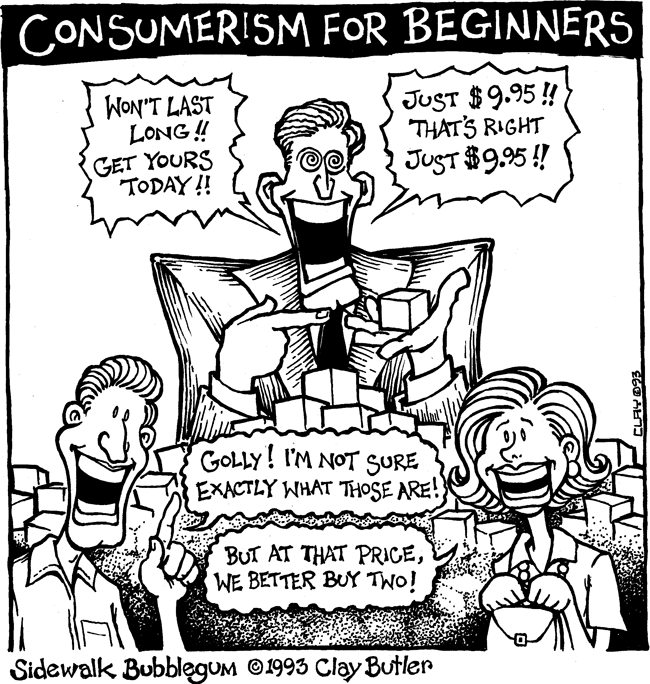 CONSUMERISM FOR BEGINNERS
WON'T LAST
LONG!!
GET YOURS
TODAY!!
JUST $9.95!!
THAT'S RIGHT
JUST $9.95!!
GOLLY! I'M NOT SURE
EXACTLY WHAT THOSE ARE!
BUT AT THAT PRICE,
WE BETTER BUY TWO!
CLAY ©93
Sidewalk Bubblegum ©1993 Clay Butler